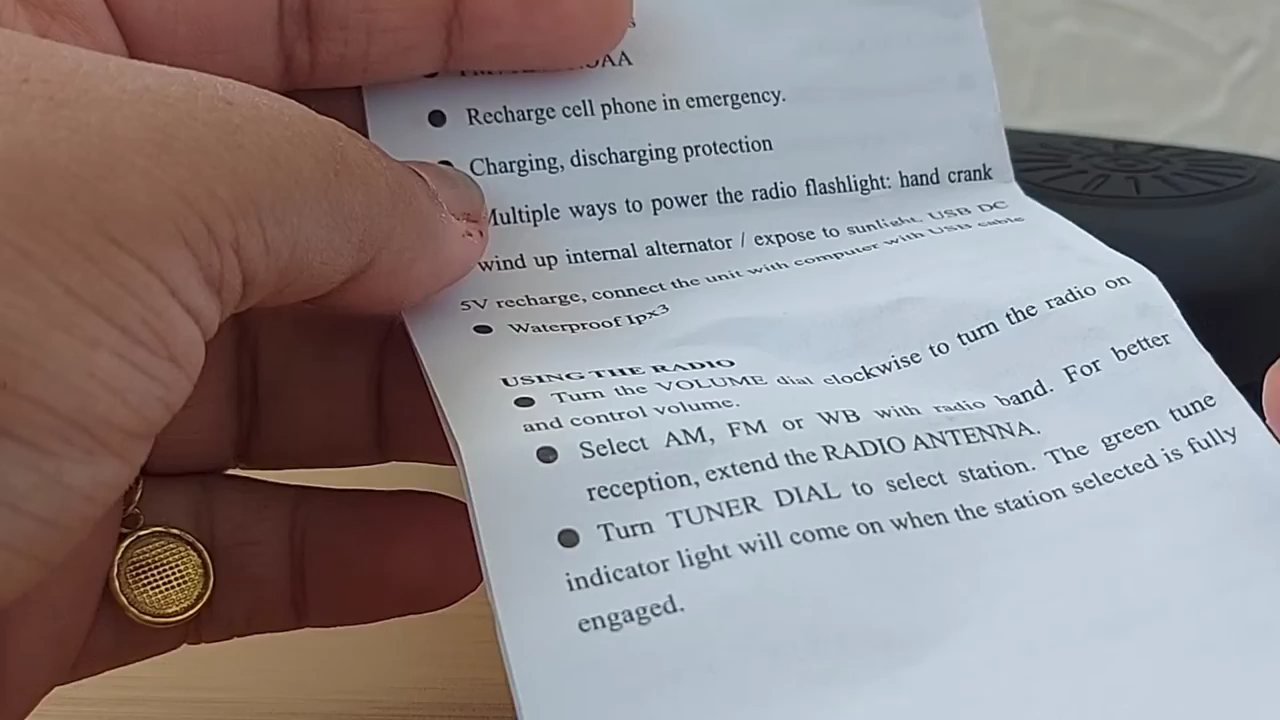 ● Recharge cell phone in emergency.
Charging, discharging protection
Multiple ways to power the radio flashlight: hand crank
wind up internal alternator / expose to sunlight, USB DC
5V recharge, connect the unit with computer with USB cable
● Waterproof Ipx3
USING THE RADIO
● Turn the VOLUME dial clockwise to turn the radio on
and control volume.
● Select AM, FM or WB with radio band. For better
reception, extend the RADIO ANTENNA.
● Turn TUNER DIAL to select station. The green tune
indicator light will come on when the station selected is fully
engaged.